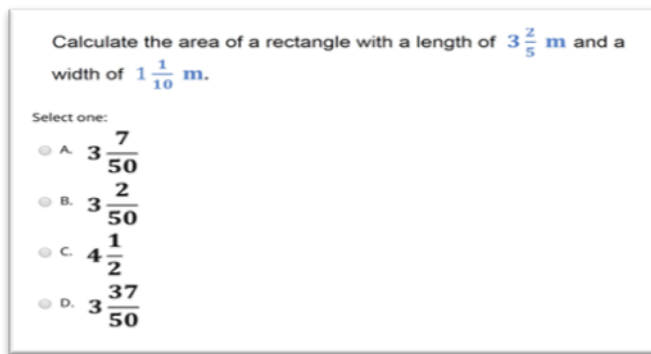 Calculate the area of a rectangle with a length of 3 2/5 m and a
width of 1 1/10 m.
Select one:
A. 3 7/50
B. 3 2/50
C. 4 1/2
D. 3 37/50